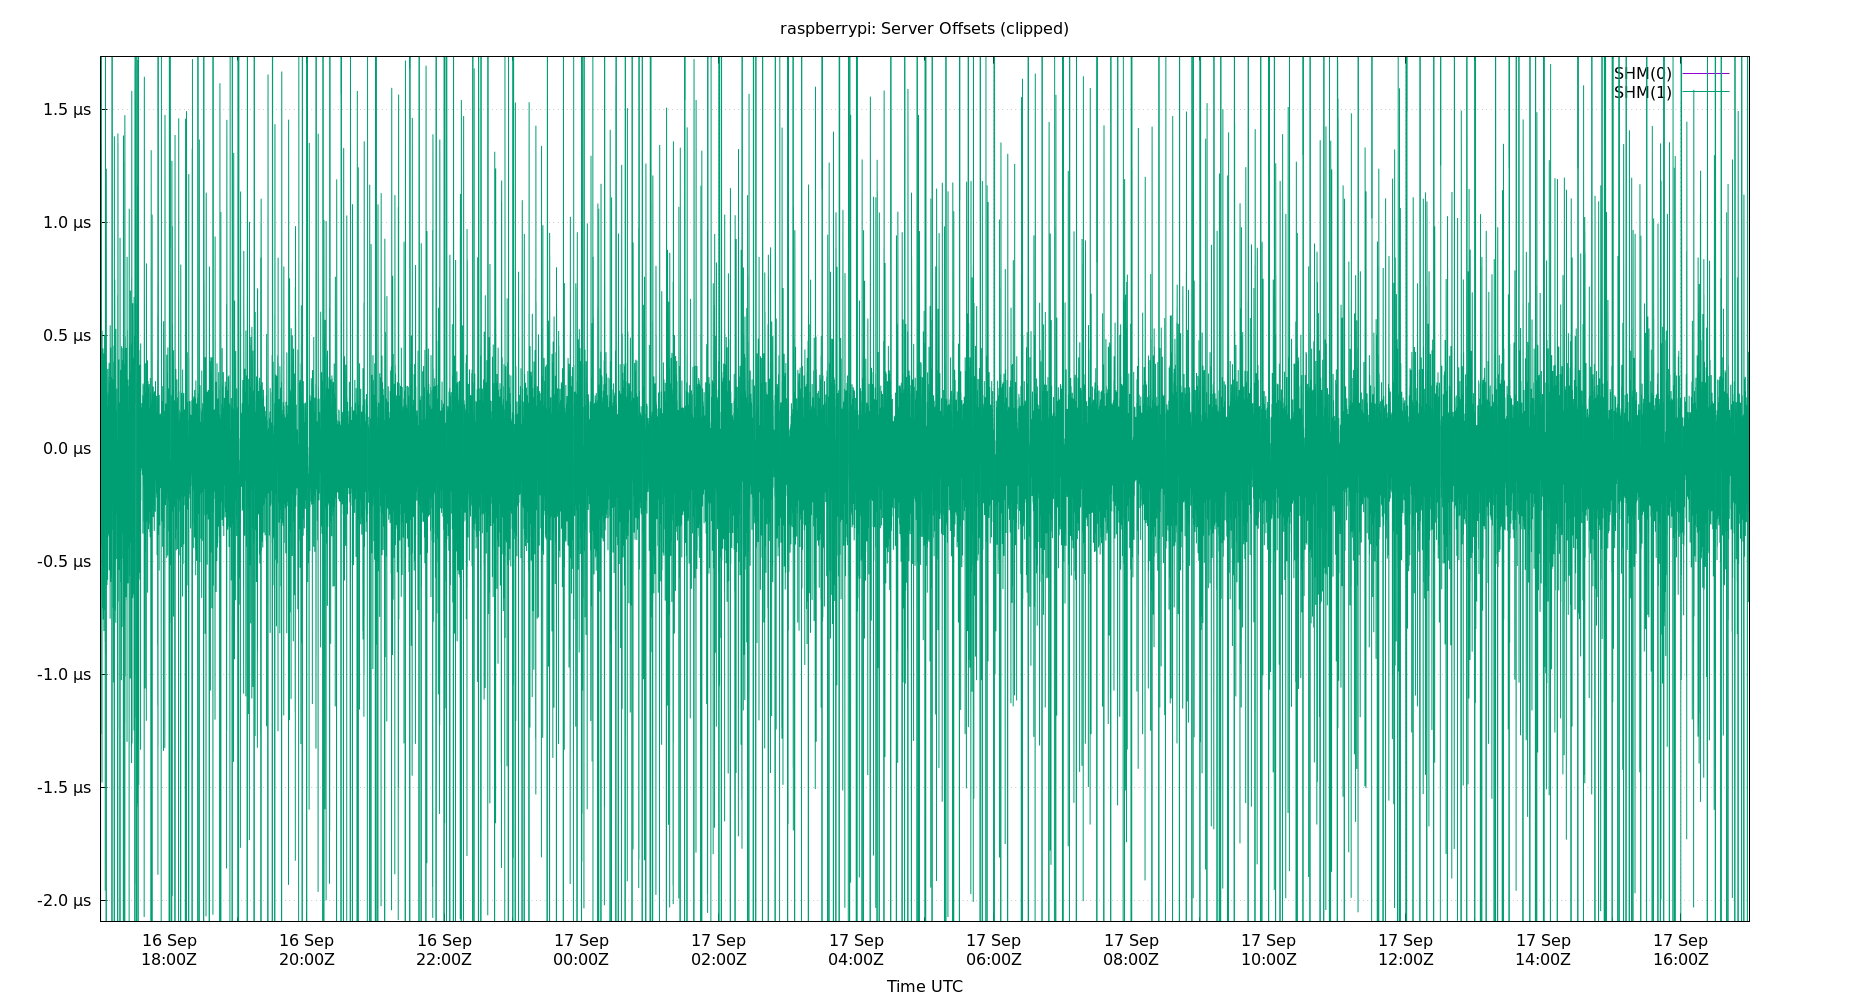 raspberrypi: Server Offsets (clipped)
SHM(0)
SHM(1)
1.5 µs
1.0 µs
0.5 µs
0.0 µs
-0.5 µs
-1.0 µs
-1.5 µs
-2.0 µs
16 Sep 16 Sep 16 Sep 17 Sep 17 Sep 17 Sep 17 Sep 17 Sep 17 Sep 17 Sep 17 Sep 17 Sep
18:00Z 20:00Z 22:00Z 00:00Z 02:00Z 04:00Z 06:00Z 08:00Z 10:00Z 12:00Z 14:00Z 16:00Z
Time UTC